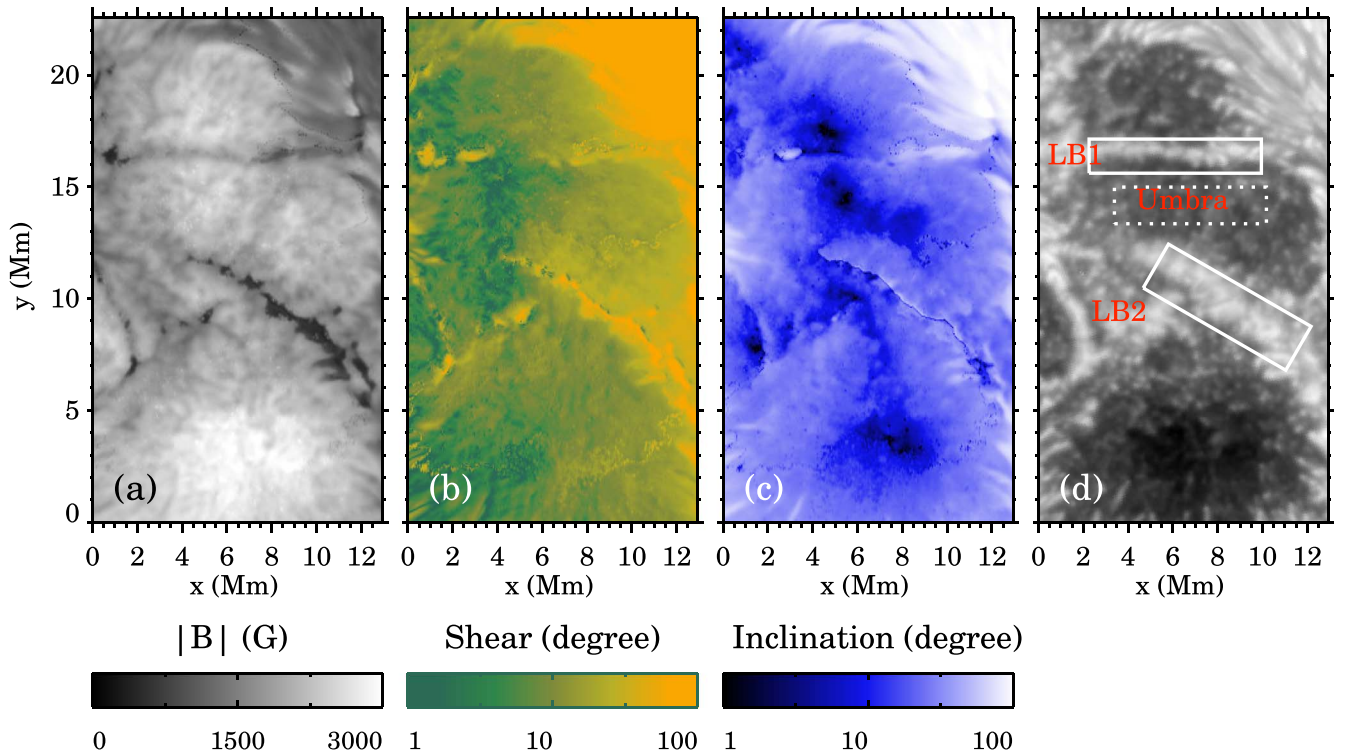 20
15
10
5
0
y (Mm)
(a)
(b)
(c)
(d)
LB1
Umbra
LB2
0 2 4 6 8 10 12
0 2 4 6 8 10 12
0 2 4 6 8 10 12
0 2 4 6 8 10 12
x (Mm)
x (Mm)
x (Mm)
x (Mm)
|B| (G)
Shear (degree)
Inclination (degree)
0 1500 3000
1 10 100
1 10 100